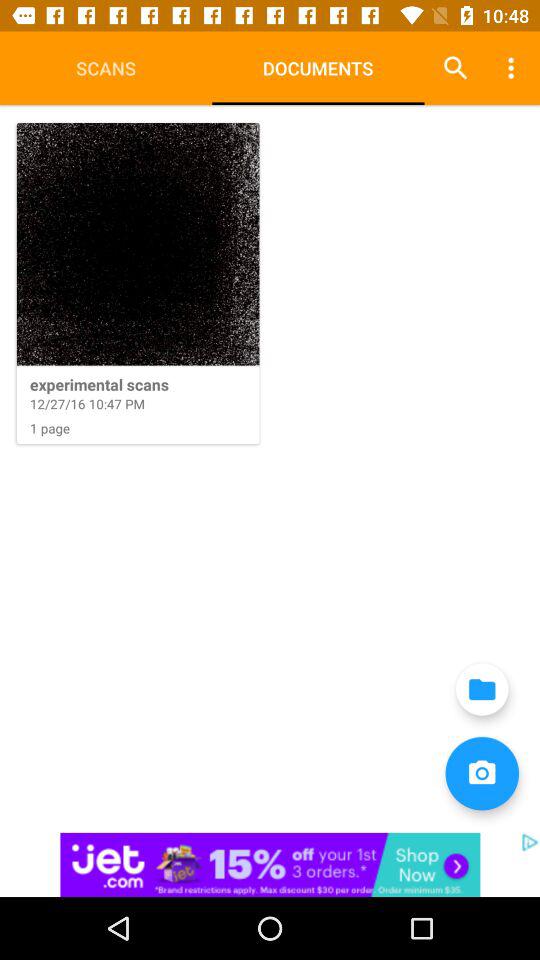 10:48
SCANS
DOCUMENTS
experimental scans
12/27/16 10:47 PM
1 page
jet
.com
15%
off your 1st
3 orders.*
Shop
Now
*Brand restrictions apply. Max discount $30 per order. Order minimum $35.